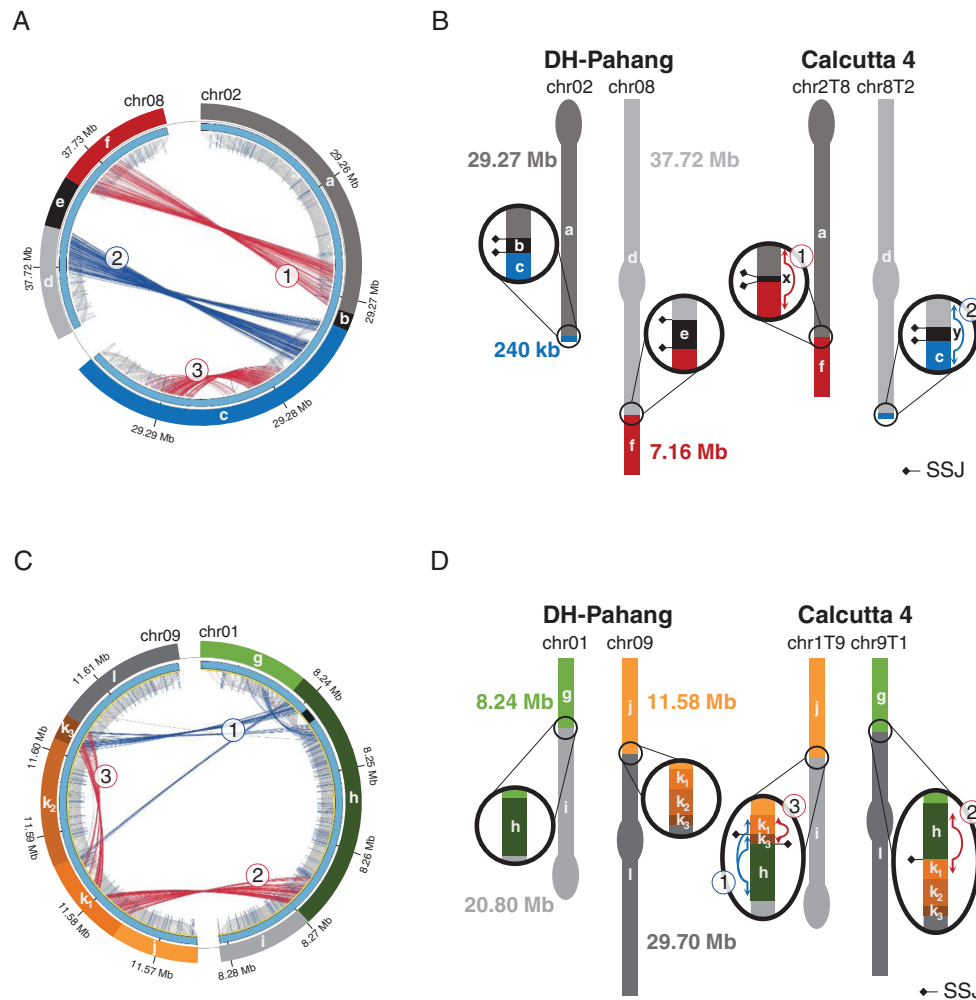 A
chr08
chr02
37.73 Mb
f
e
d
37.72 Mb
a
29.26 Mb
29.27 Mb
b
c
29.28 Mb
29.29 Mb
1
2
3
B
DH-Pahang
Calcutta 4
chr02
chr08
chr2T8
chr8T2
29.27 Mb
37.72 Mb
a
b
c
d
e
f
240 kb
7.16 Mb
a
x
1
f
d
y
c
2
SSJ
C
chr09
chr01
11.61 Mb
l
g
8.24 Mb
k3
11.60 Mb
k2
11.59 Mb
k1
11.58 Mb
j
11.57 Mb
h
8.25 Mb
8.26 Mb
8.27 Mb
i
8.28 Mb
1
2
3
D
DH-Pahang
Calcutta 4
chr01
chr09
chr1T9
chr9T1
8.24 Mb
11.58 Mb
g
j
h
i
k1
k2
k3
l
20.80 Mb
29.70 Mb
j
k1
k3
h
i
3
1
g
h
k1
k2
k3
l
2
SSJ